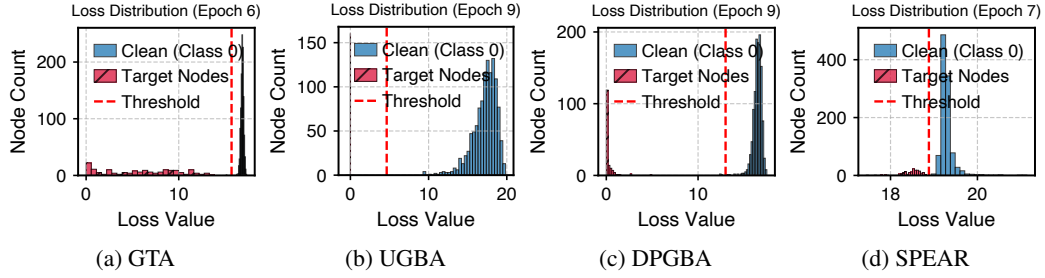 Loss Distribution (Epoch 6)
Node Count
200
100
0
Clean (Class 0)
Target Nodes
Threshold
0
10
Loss Value
(a) GTA
Loss Distribution (Epoch 9)
Node Count
150
100
50
0
Clean (Class 0)
Target Nodes
Threshold
0
10
20
Loss Value
(b) UGBA
Loss Distribution (Epoch 9)
Node Count
200
100
0
Clean (Class 0)
Target Nodes
Threshold
0
10
Loss Value
(c) DPGBA
Loss Distribution (Epoch 7)
Node Count
400
200
0
Clean (Class 0)
Target Nodes
Threshold
18
20
Loss Value
(d) SPEAR